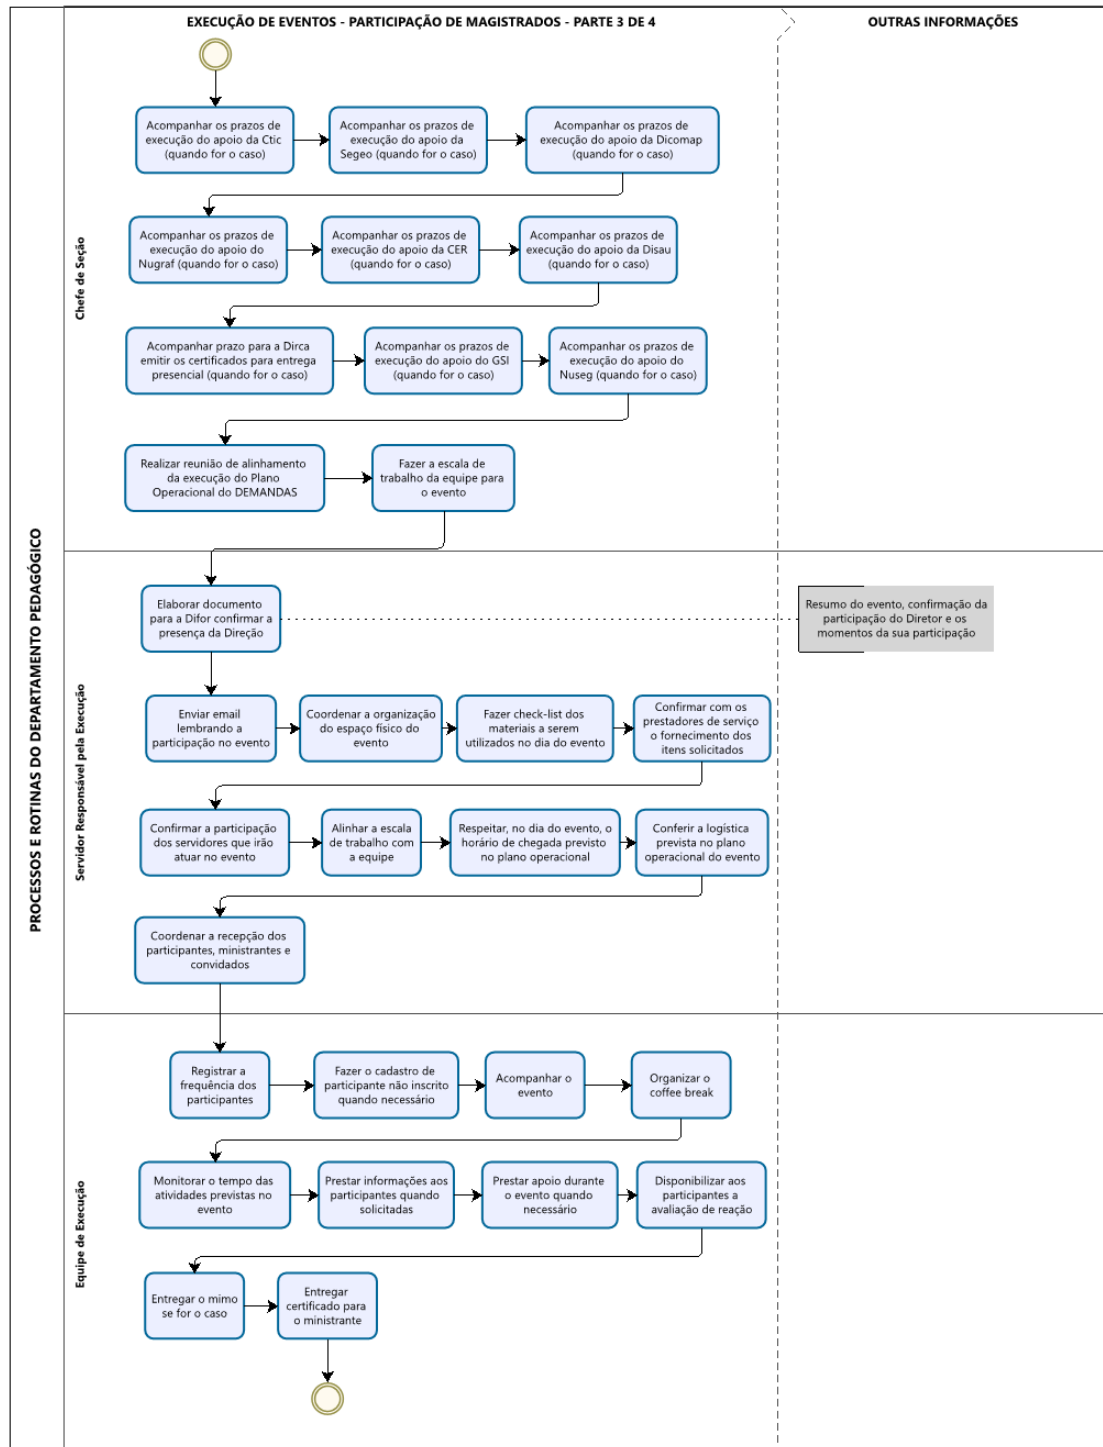 EXECUÇÃO DE EVENTOS - PARTICIPAÇÃO DE MAGISTRADOS - PARTE 3 DE 4
OUTRAS INFORMAÇÕES
PROCESSOS E ROTINAS DO DEPARTAMENTO PEDAGÓGICO
Chefe de Seção
Acompanhar os prazos de
execução do apoio da Ctic
(quando for o caso)
Acompanhar os prazos de
execução do apoio da
Segeo (quando for o caso)
Acompanhar os prazos de
execução do apoio da Dicomap
(quando for o caso)
Acompanhar os prazos de
execução do apoio do
Nugraf (quando for o caso)
Acompanhar os prazos de
execução do apoio da CER
(quando for o caso)
Acompanhar os prazos de
execução do apoio da Disau
(quando for o caso)
Acompanhar prazo para a Dirca
emitir os certificados para entrega
presencial (quando for o caso)
Acompanhar os prazos de
execução do apoio do GSI
(quando for o caso)
Acompanhar os prazos de
execução do apoio do
Nuseg (quando for o caso)
Realizar reunião de alinhamento
da execução do Plano
Operacional do DEMANDAS
Fazer a escala de
trabalho da equipe para
o evento
Servidor Responsável pela Execução
Elaborar documento
para a Difor confirmar a
presença da Direção
Resumo do evento, confirmação da
participação do Diretor e os
momentos da sua participação
Enviar email
lembrando a
participação no evento
Coordenar a organização
do espaço físico do
evento
Fazer check-list dos
materiais a serem
utilizados no dia do evento
Confirmar com os
prestadores de serviço
o fornecimento dos
itens solicitados
Confirmar a participação
dos servidores que irão
atuar no evento
Alinhar a escala
de trabalho com
a equipe
Respeitar, no dia do evento, o
horário de chegada previsto
no plano operacional
Conferir a logística
prevista no plano
operacional do evento
Coordenar a recepção dos
participantes, ministrantes e
convidados
Equipe de Execução
Registrar a
frequência dos
participantes
Fazer o cadastro de
participante não inscrito
quando necessário
Acompanhar o
evento
Organizar o
coffee break
Monitorar o tempo das
atividades previstas no
evento
Prestar informações aos
participantes quando
solicitadas
Prestar apoio durante
o evento quando
necessário
Disponibilizar aos
participantes a
avaliação de reação
Entregar o mimo
se for o caso
Entregar
certificado para
o ministrante